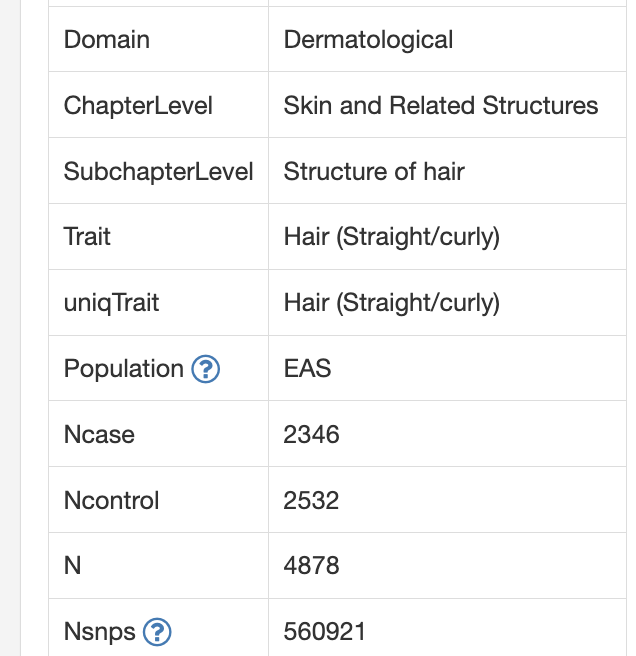 Domain Dermatological
ChapterLevel Skin and Related Structures
SubchapterLevel Structure of hair
Trait Hair (Straight/curly)
uniqTrait Hair (Straight/curly)
Population ? EAS
Ncase 2346
Ncontrol 2532
N 4878
Nsnps ? 560921